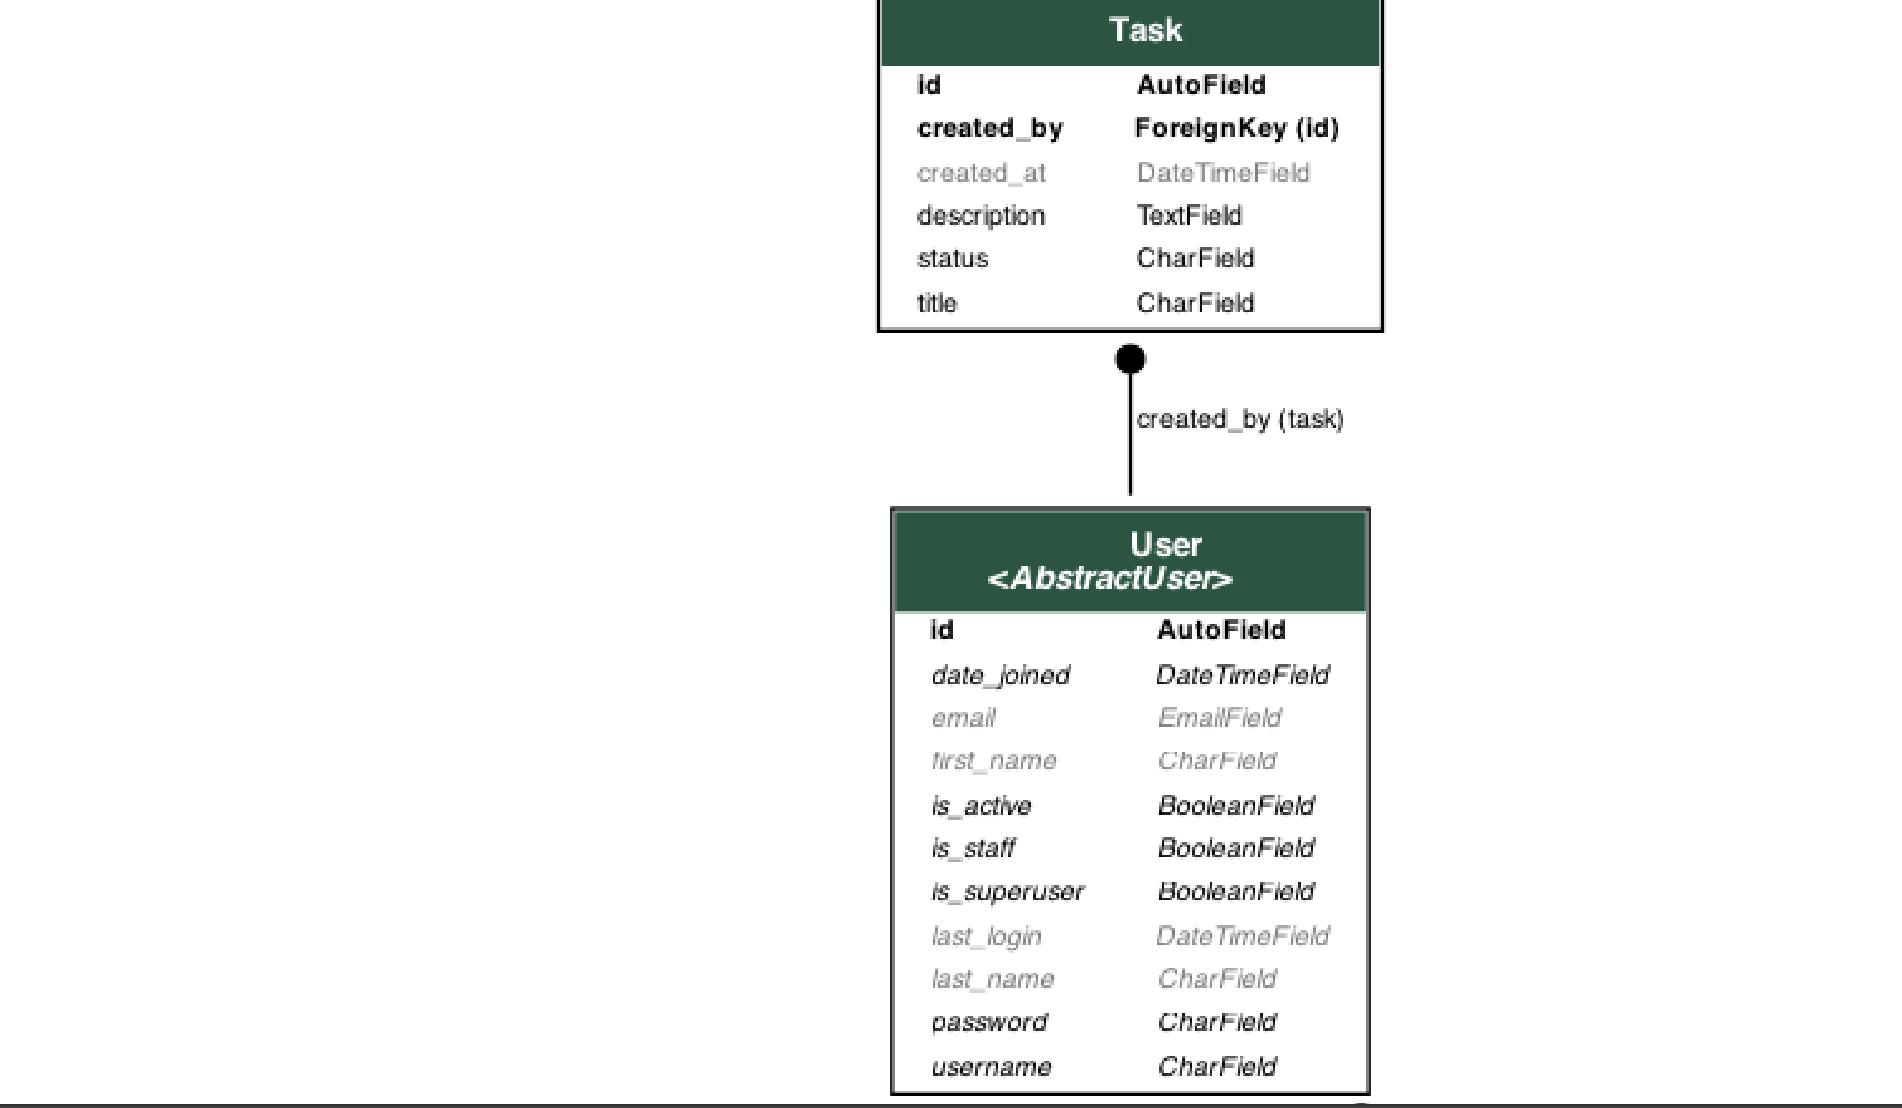 Task
id AutoField
created_by ForeignKey (id)
created_at DateTimeField
description TextField
status CharField
title CharField
created_by (task)
User
<AbstractUser>
id AutoField
date_joined DateTimeField
email EmailField
first_name CharField
is_active BooleanField
is_staff BooleanField
is_superuser BooleanField
last_login DateTimeField
last_name CharField
password CharField
username CharField